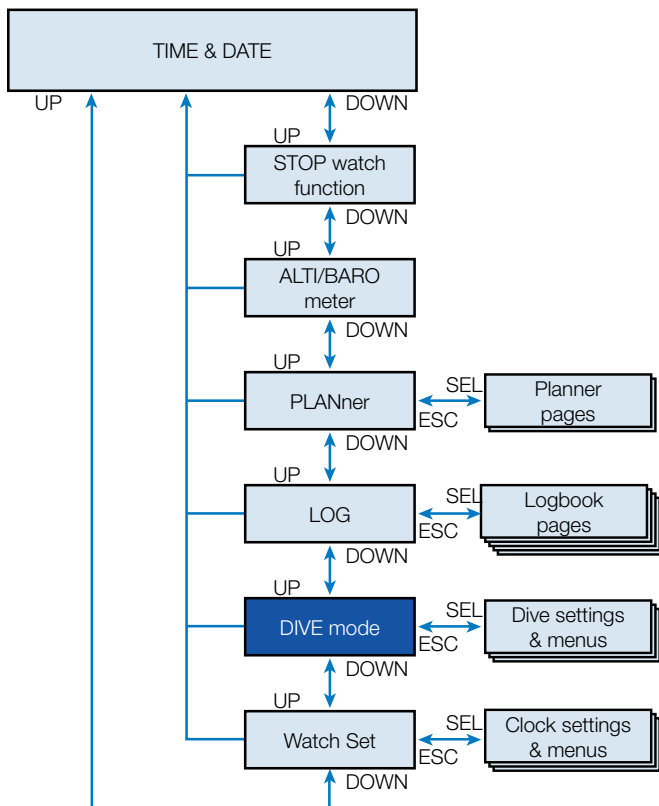 TIME & DATE
UP
DOWN
UP
STOP watch
function
DOWN
UP
ALTI/BARO
meter
DOWN
UP
PLANner
SEL
ESC
Planner
pages
DOWN
UP
LOG
SEL
ESC
Logbook
pages
DOWN
UP
DIVE mode
SEL
ESC
Dive settings
& menus
DOWN
UP
Watch Set
SEL
ESC
Clock settings
& menus
DOWN